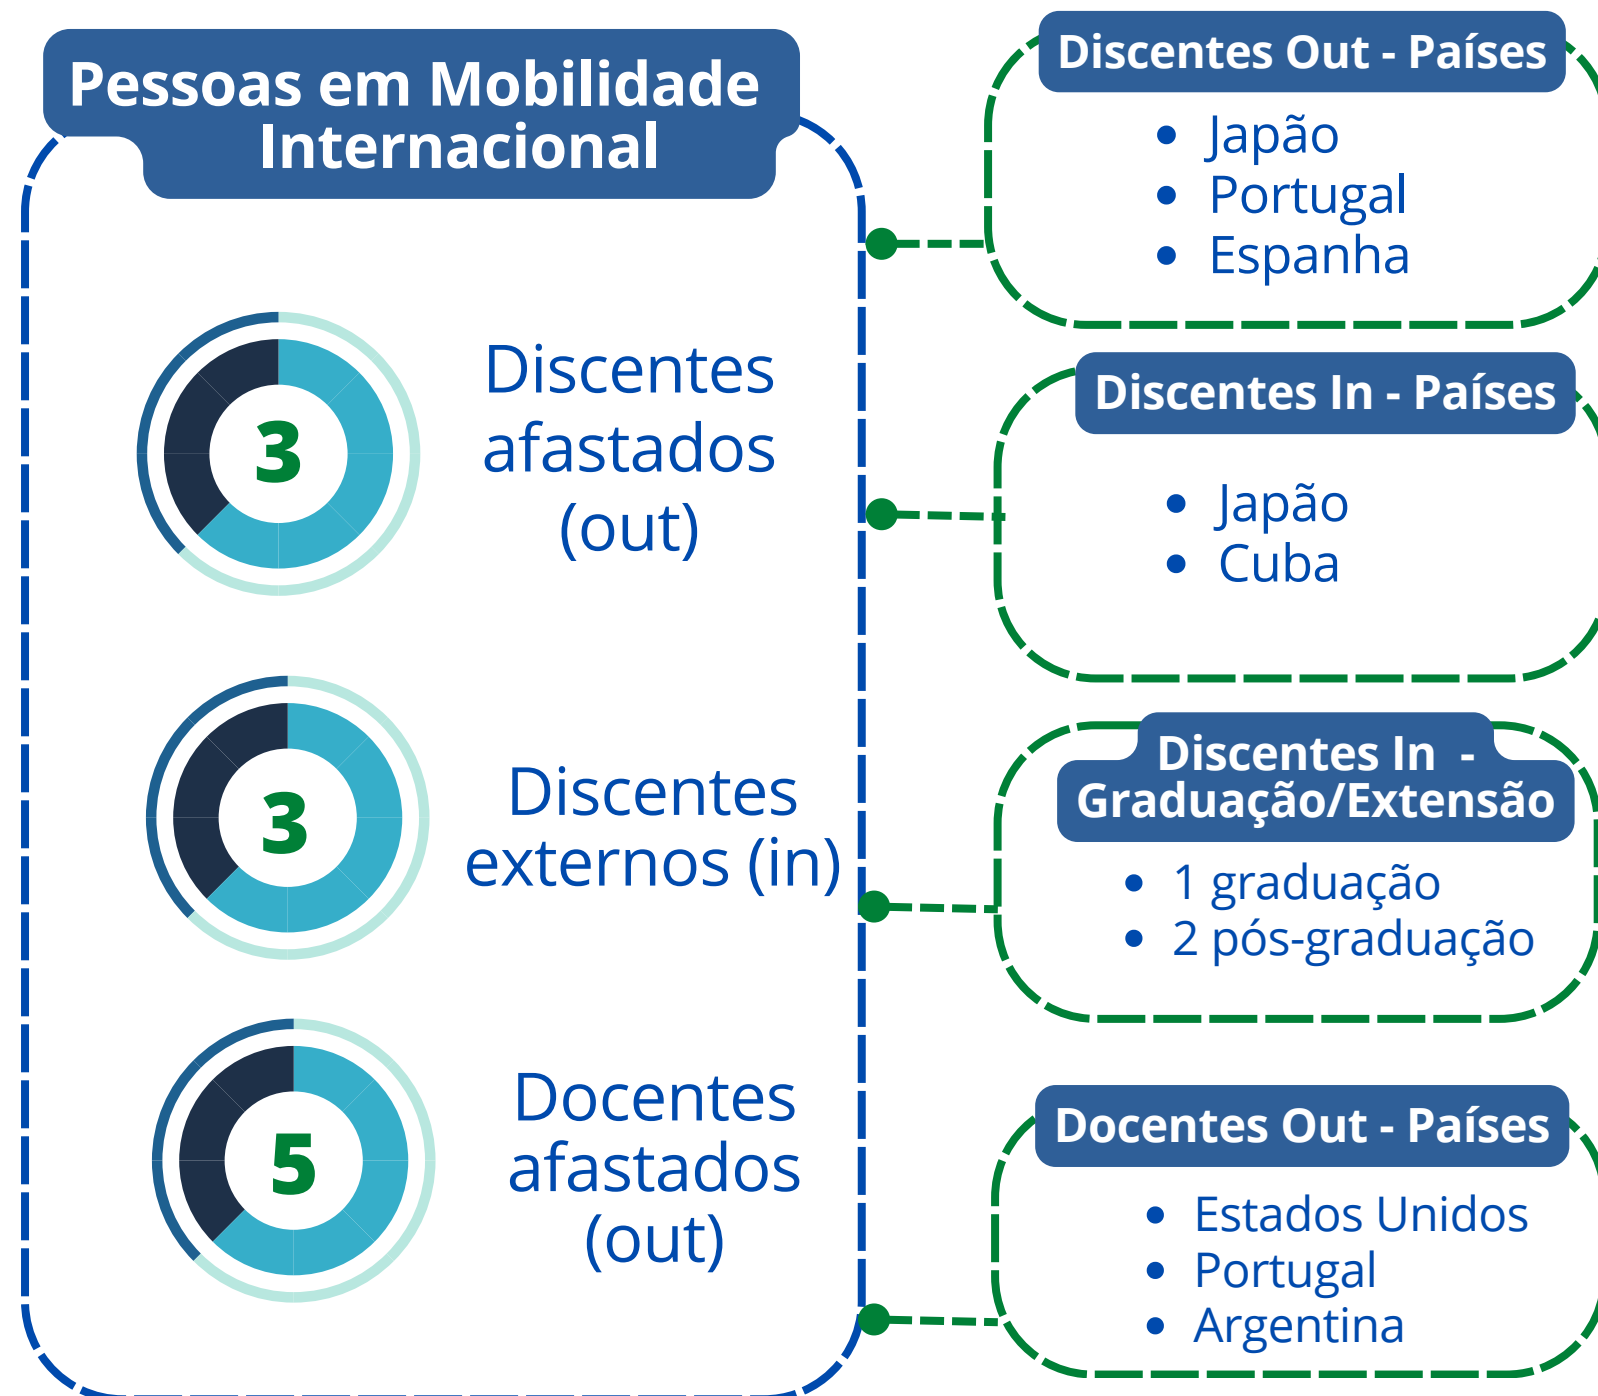 Pessoas em Mobilidade
Internacional
3
Discentes
afastados
(out)
3
Discentes
externos (in)
5
Docentes
afastados
(out)
Discentes Out - Países
• Japão
• Portugal
• Espanha
Discentes In - Países
• Japão
• Cuba
Discentes In -
Graduação/Extensão
• 1 graduação
• 2 pós-graduação
Docentes Out - Países
• Estados Unidos
• Portugal
• Argentina